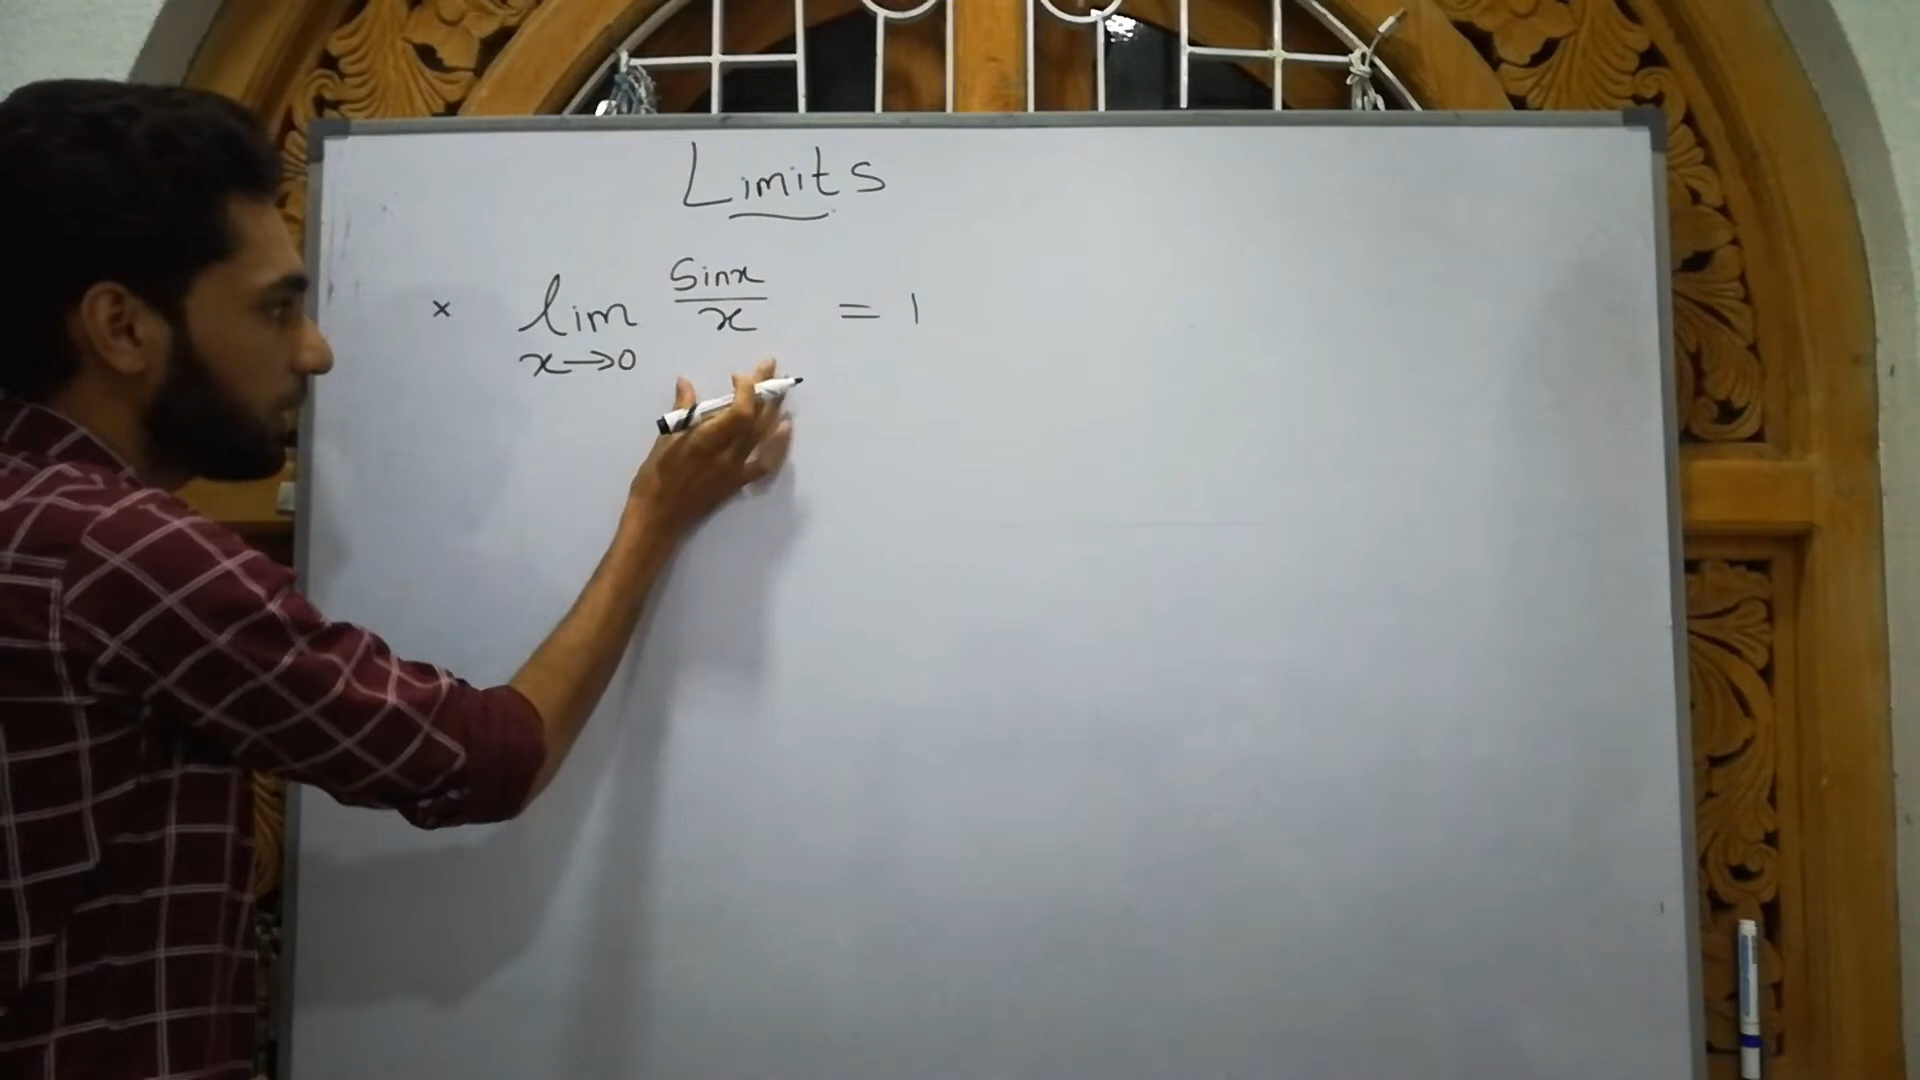 Limits
× lim x→0 sinx/x = 1